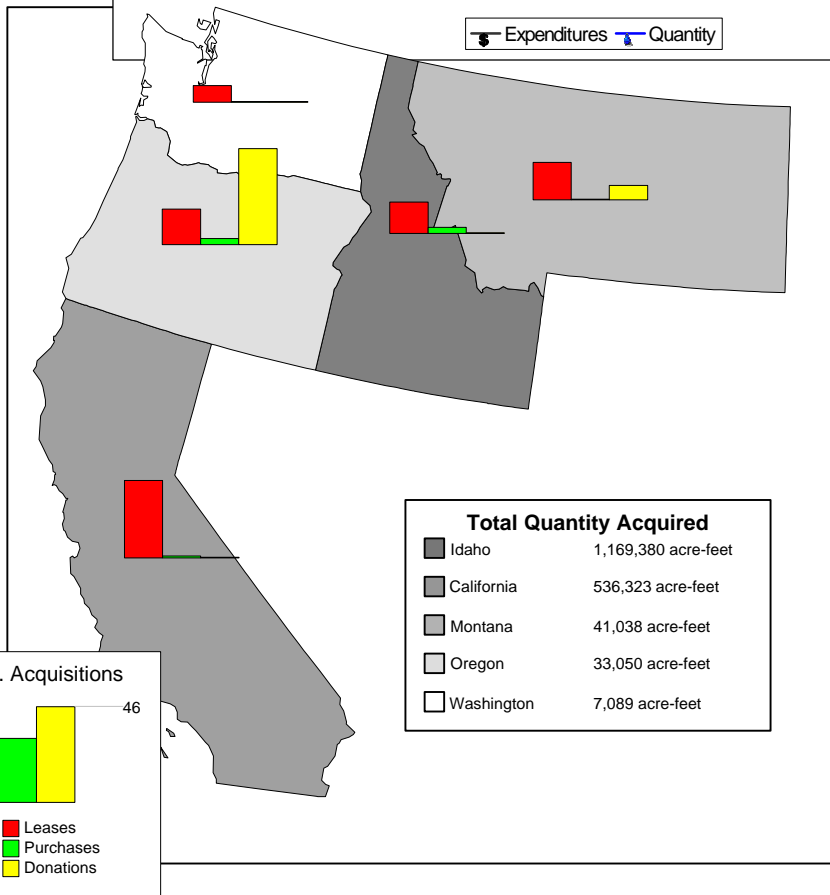 Expenditures Quantity
Total Quantity Acquired
Idaho 1,169,380 acre-feet
California 536,323 acre-feet
Montana 41,038 acre-feet
Oregon 33,050 acre-feet
Washington 7,089 acre-feet
. Acquisitions
46
Leases
Purchases
Donations